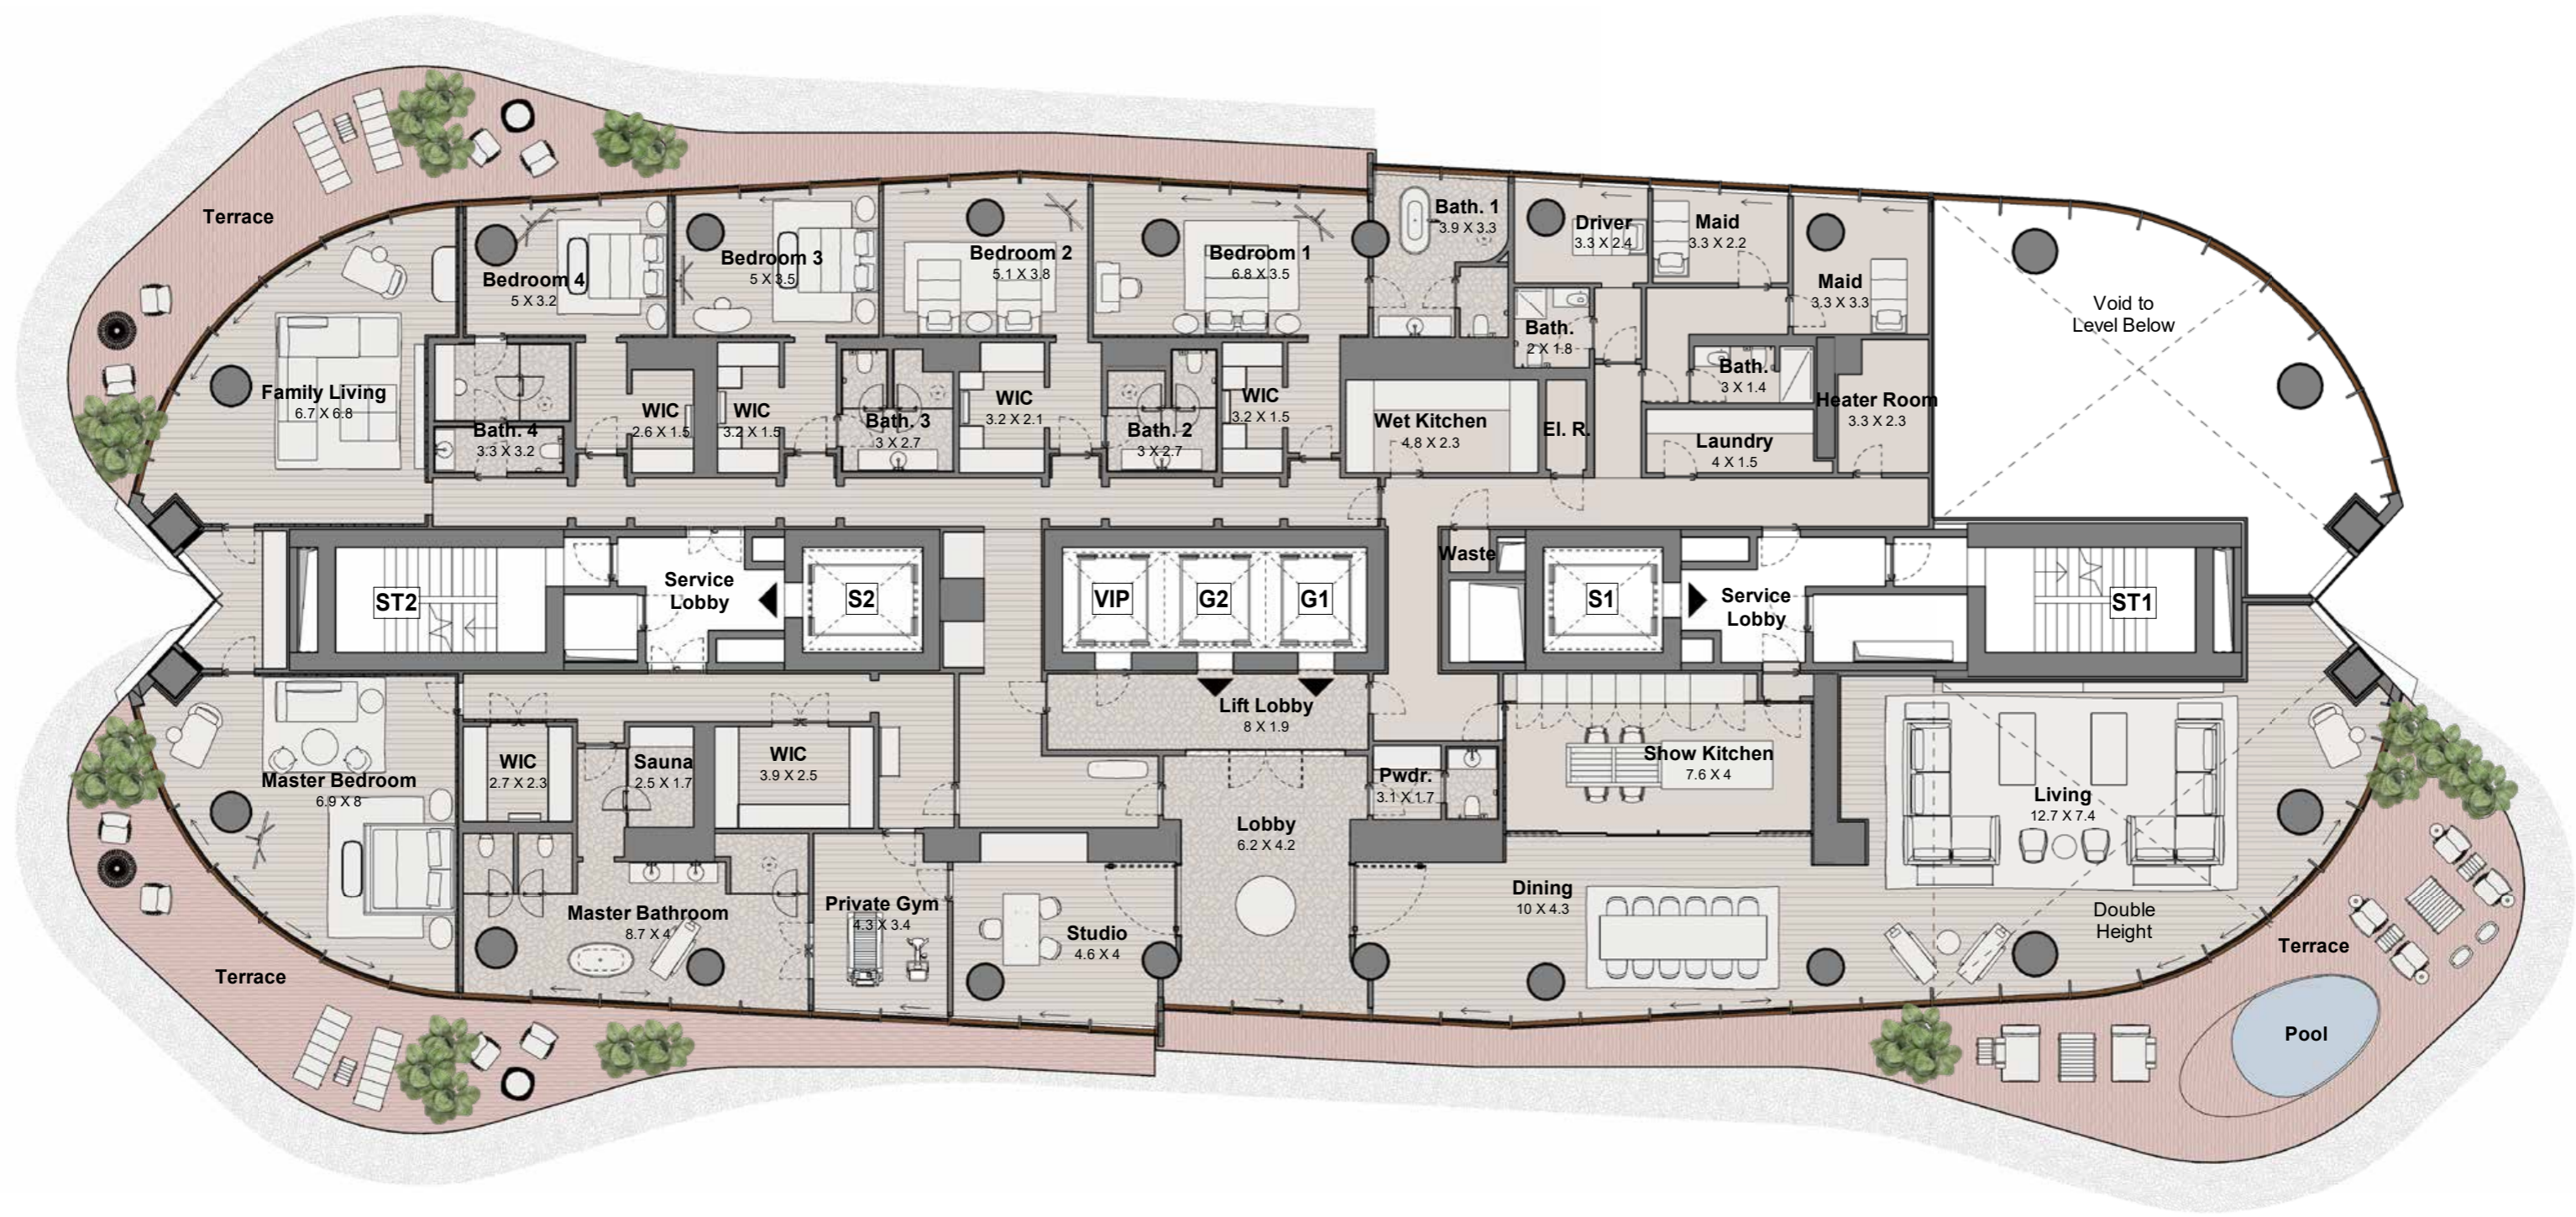 Terrace
Bedroom 4
5 X 3.2
Bedroom 3
5 X 3.5
Bedroom 2
5.1 X 3.8
Bedroom 1
6.8 X 3.5
Bath. 1
3.9 X 3.3
Driver
3.3 X 2.4
Maid
3.3 X 2.2
Maid
3.3 X 3.3
Void to
Level Below
Family Living
6.7 X 6.8
Bath. 4
3.3 X 3.2
WIC
2.6 X 1.5
WIC
3.2 X 1.5
Bath. 3
3 X 2.7
WIC
3.2 X 2.1
Bath. 2
3 X 2.7
WIC
3.2 X 1.5
Wet Kitchen
4.8 X 2.3
El. R.
Bath.
2 X 1.8
Bath.
3 X 1.4
Laundry
4 X 1.5
Heater Room
3.3 X 2.3
ST2
Service
Lobby
S2
VIP
G2
G1
Waste
S1
Service
Lobby
ST1
Lift Lobby
8 X 1.9
Master Bedroom
6.9 X 8
WIC
2.7 X 2.3
Sauna
2.5 X 1.7
WIC
3.9 X 2.5
Lobby
6.2 X 4.2
Pwdr.
3.1 X 1.7
Show Kitchen
7.6 X 4
Living
12.7 X 7.4
Master Bathroom
8.7 X 4
Private Gym
4.3 X 3.4
Studio
4.6 X 4
Dining
10 X 4.3
Double
Height
Terrace
Terrace
Pool